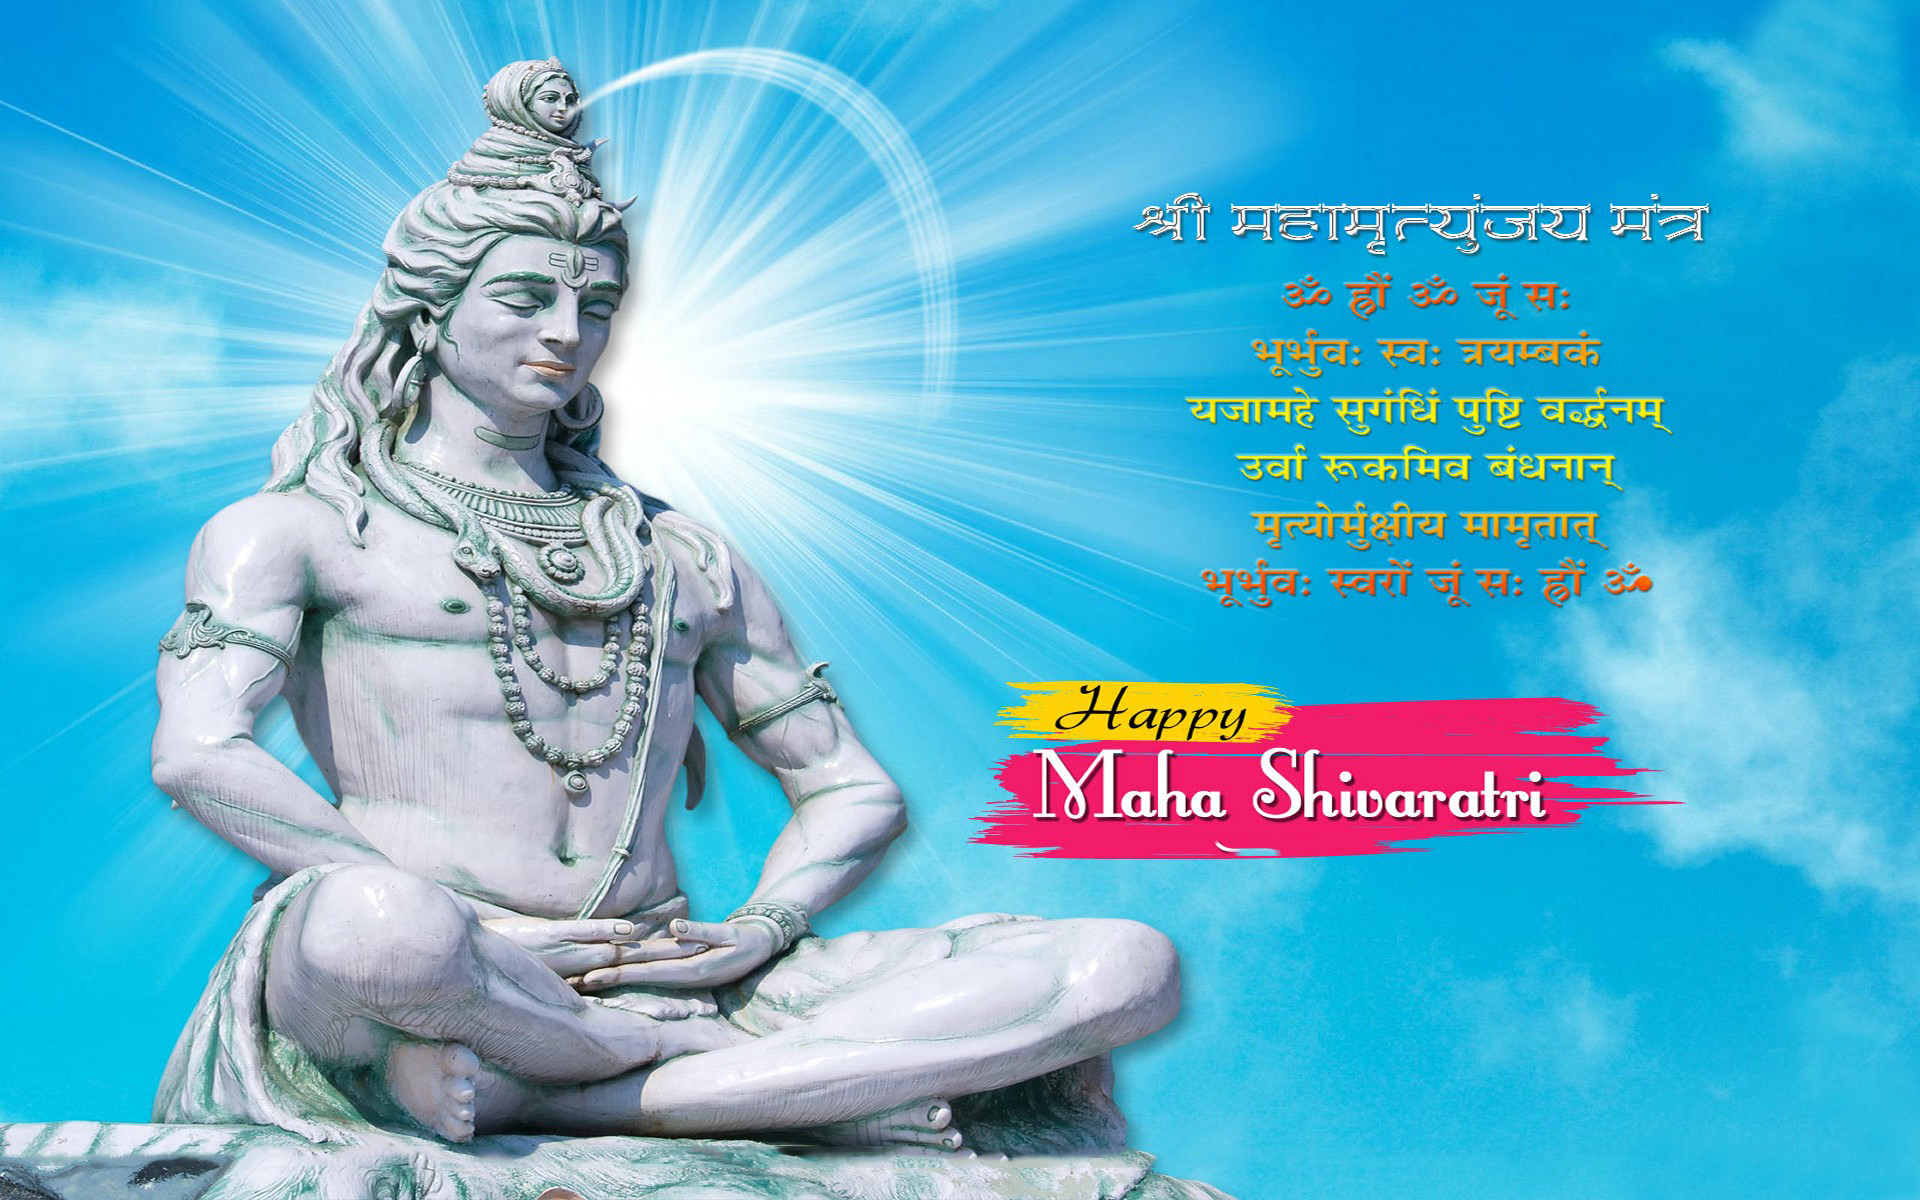 श्री महामृत्युंजय मंत्र
ॐ ह्रौं ॐ जूं सः
भूर्भुवः स्वः त्रयम्बकं
यजामहे सुगंधिं पुष्टि वर्द्धनम्
उर्वा रूकमिव बंधनान्
मृत्योर्मुक्षीय मामृतात्
भूर्भुवः स्वरों जूं सः ह्रौं ॐ
Happy
Maha Shivaratri